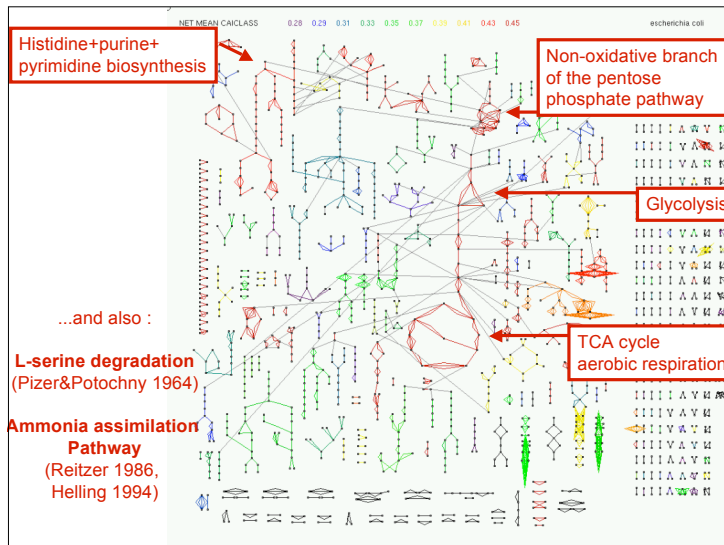 NET MEAN CAICLASS 0.28 0.29 0.31 0.33 0.35 0.37 0.39 0.41 0.43 0.45 escherichia coli
Histidine+purine+
pyrimidine biosynthesis
Non-oxidative branch
of the pentose
phosphate pathway
Glycolysis
TCA cycle
aerobic respiration
...and also :
L-serine degradation
(Pizer&Potochny 1964)
Ammonia assimilation
Pathway
(Reitzer 1986,
Helling 1994)